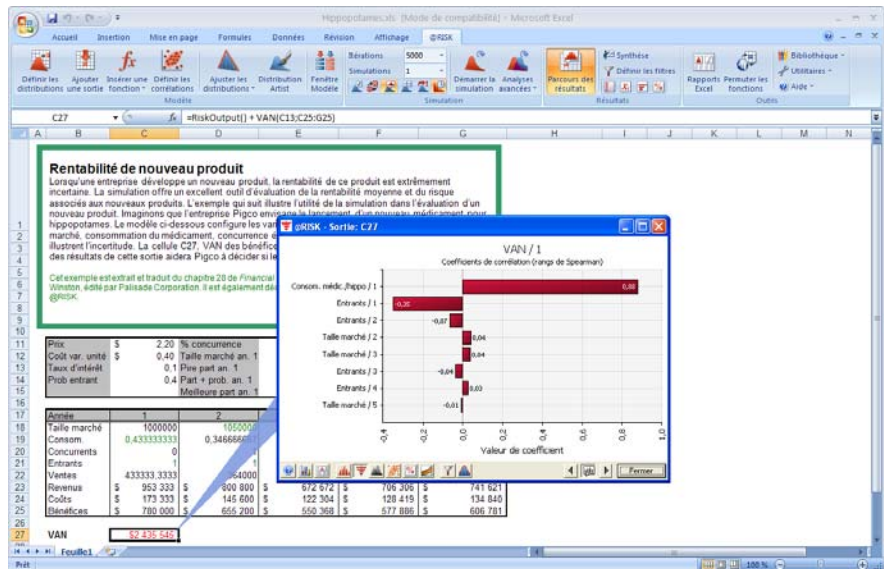 Hippopotames.xls [Mode de compatibilité] - Microsoft Excel
Accueil Insertion Mise en page Formules Données Révision Affichage @RISK
Définir les distributions
Ajouter une sortie
Insérer une fonction
Définir les corrélations
Ajuster les distributions
Distribution Artist
Fenêtre Modèle
Itérations 5000
Simulations 1
Démarrer la simulation
Analyses avancées
Parcours des résultats
Synthèse
Définir les filtres
Rapports Excel
Permuter les fonctions
Bibliothèque
Utilitaires
Aide
Modèle Simulation Résultats Outils
C27 fx =RiskOutput() + VAN(C13;C25:G25)
A B C D E F G H I J K L M N
Rentabilité de nouveau produit
Lorsqu'une entreprise développe un nouveau produit, la rentabilité de ce produit est extrêmement
incertaine. La simulation offre un excellent outil d'évaluation de la rentabilité moyenne et du risque
associés aux nouveaux produits. L'exemple qui suit illustre l'utilité de la simulation dans l'évaluation d'un
nouveau produit. Imaginons que l'entreprise Pigco envisage le lancement d'un nouveau médicament pour
hippopotames. Le modèle ci-dessous configure les
marché, consommation du médicament, concurrence
illustrent l'incertitude. La cellule C27, VAN des
des résultats de cette sortie aidera Pigco à décider si
Cet exemple est extrait et traduit du chapitre 28 de Financial
Winston, édité par Palisade Corporation. Il est également
@RISK.
11 Prix $ 2,20 % concurrence
12 Coût var. unité $ 0,40 Taille marché an. 1
13 Taux d'intérêt 0,1 Pire part an. 1
14 Prob entrant 0,4 Part + prob. an. 1
15 Meilleure part an. 1
17 Année 1 2
18 Taille marché 1000000
19 Consom. 0,433333333
20 Concurrents 0
21 Entrants 1
22 Ventes 433333,3333
23 Revenus $ 953 333 $ 800 800 $ 672 672 $ 706 306 $ 741 621
24 Coûts $ 173 333 $ 145 600 $ 122 304 $ 128 419 $ 134 840
25 Bénéfices $ 780 000 $ 655 200 $ 550 368 $ 577 886 $ 606 781
27 VAN $2 435 545
@RISK - Sortie: C27
VAN / 1
Coefficients de corrélation (rangs de Spearman)
Consom. médic./hippo / 1 0,88
Entrants / 1
Entrants / 2 -0,07
Taille marché / 2 0,04
Taille marché / 3 0,04
Entrants / 3 -0,04
Entrants / 4 0,03
Taille marché / 5 -0,01
-0,4 -0,2 0,0 0,2 0,4 0,6 0,8 1,0
Valeur de coefficient
Fermer
Feuille1
Prêt 100 %